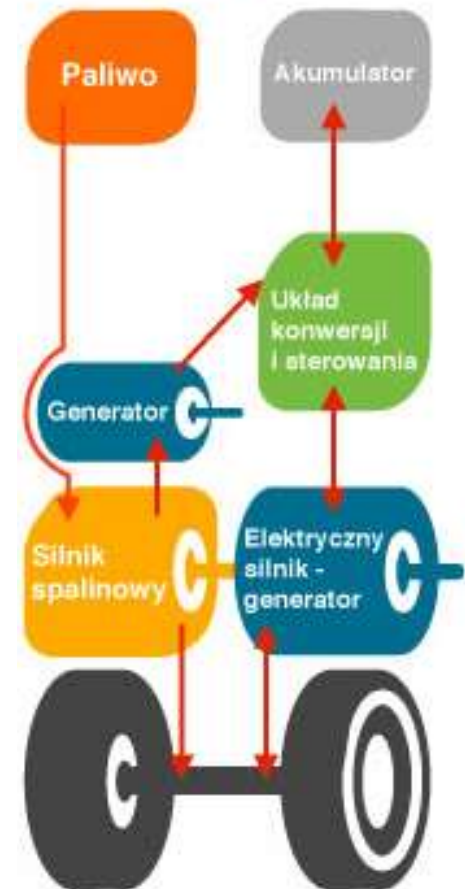 Paliwo
Akumulator
Układ
konwersji
i sterowania
Generator
Silnik
spalinowy
Elektryczny
silnik -
generator